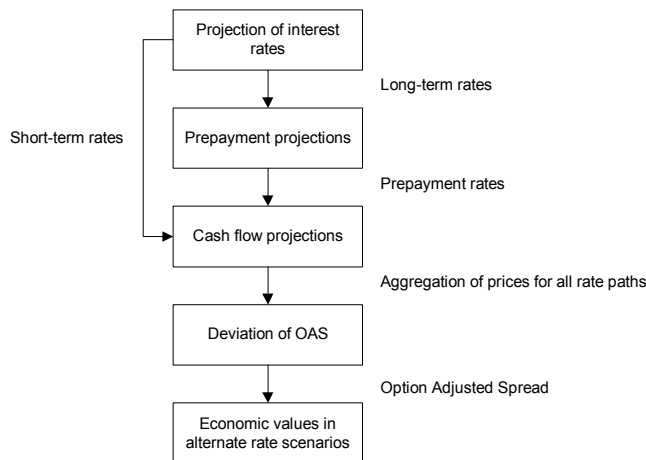 Projection of interest
rates
Long-term rates
Short-term rates
Prepayment projections
Prepayment rates
Cash flow projections
Aggregation of prices for all rate paths
Deviation of OAS
Option Adjusted Spread
Economic values in
alternate rate scenarios